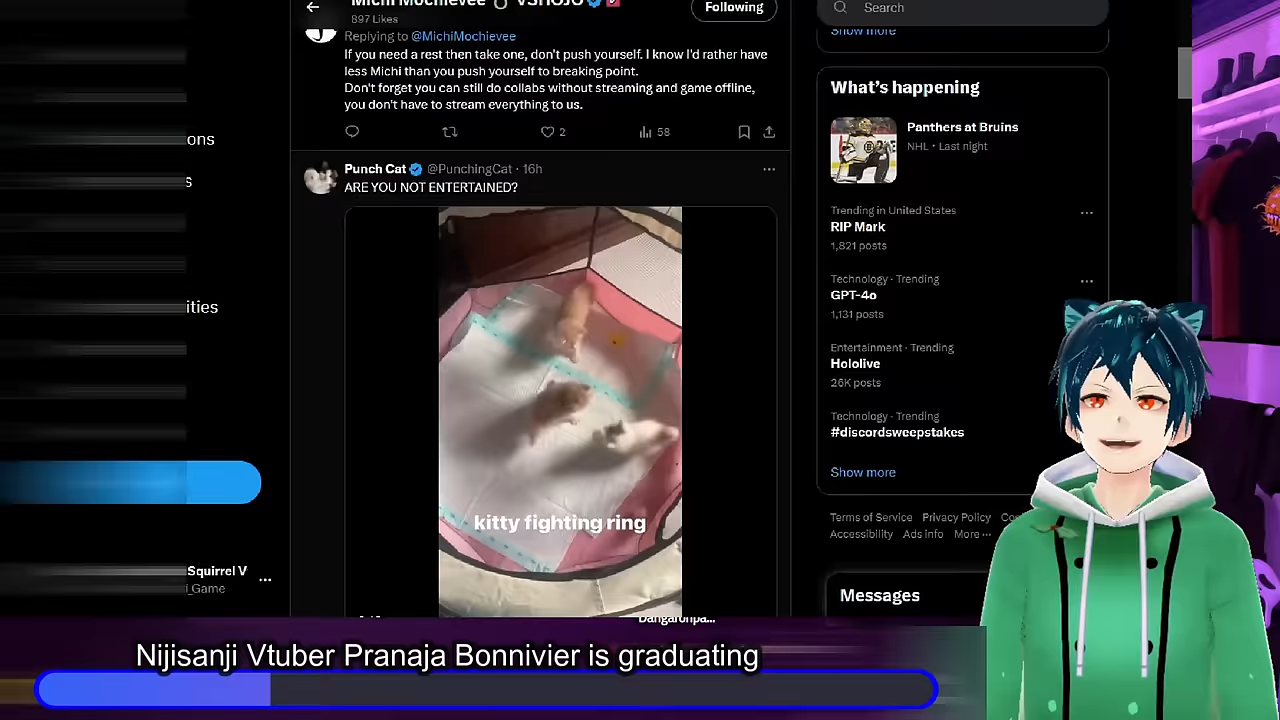 Michi Mochievee VSHOJO
897 Likes
Following
Replying to @MichiMochievee
If you need a rest then take one, don't push yourself. I know I'd rather have
less Michi than you push yourself to breaking point.
Don't forget you can still do collabs without streaming and game offline,
you don't have to stream everything to us.
2
58
Punch Cat @PunchingCat · 16h
ARE YOU NOT ENTERTAINED?
kitty fighting ring
ons
s
ities
Squirrel V
i_Game
Search
Show more
What's happening
Panthers at Bruins
NHL · Last night
Trending in United States
RIP Mark
1,821 posts
Technology · Trending
GPT-4o
1,131 posts
Entertainment · Trending
Hololive
26K posts
Technology · Trending
#discordsweepstakes
Show more
Terms of Service Privacy Policy Coo
Accessibility Ads info More ···
Messages
Danganronpa...
Nijisanji Vtuber Pranaja Bonnivier is graduating